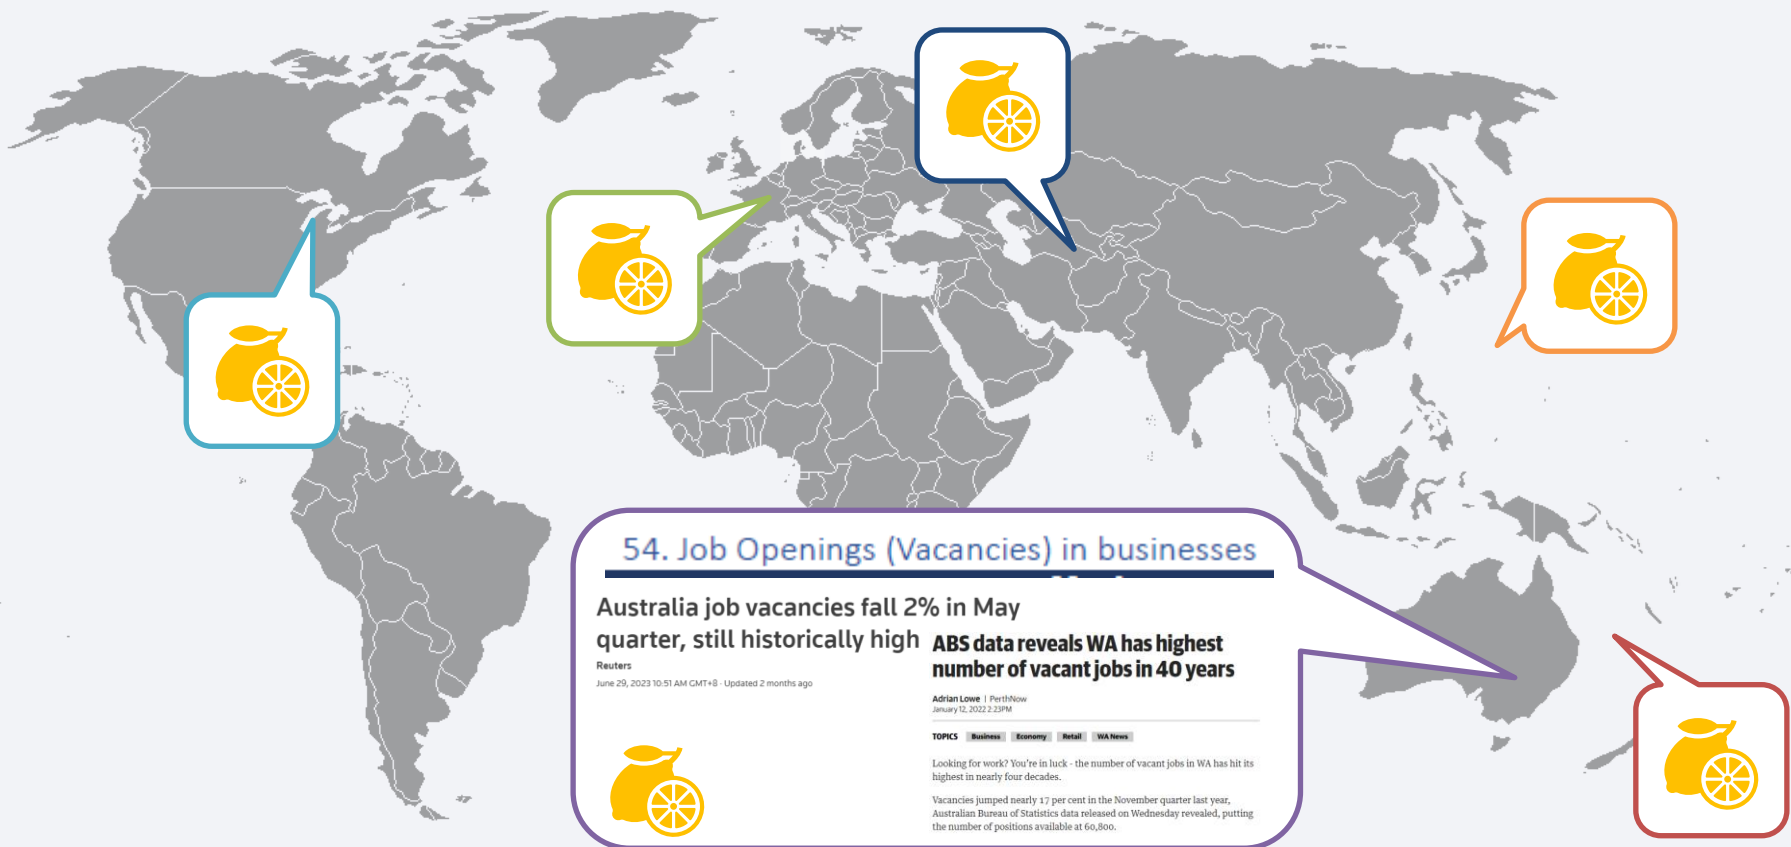 54. Job Openings (Vacancies) in businesses
Australia job vacancies fall 2% in May
quarter, still historically high
Reuters
June 29, 2023 10:51 AM GMT+8 · Updated 2 months ago
ABS data reveals WA has highest
number of vacant jobs in 40 years
Adrian Lowe | PerthNow
January 12, 2022 2:23PM
TOPICS Business Economy Retail WA News
Looking for work? You're in luck - the number of vacant jobs in WA has hit its
highest in nearly four decades.
Vacancies jumped nearly 17 per cent in the November quarter last year,
Australian Bureau of Statistics data released on Wednesday revealed, putting
the number of positions available at 60,800.